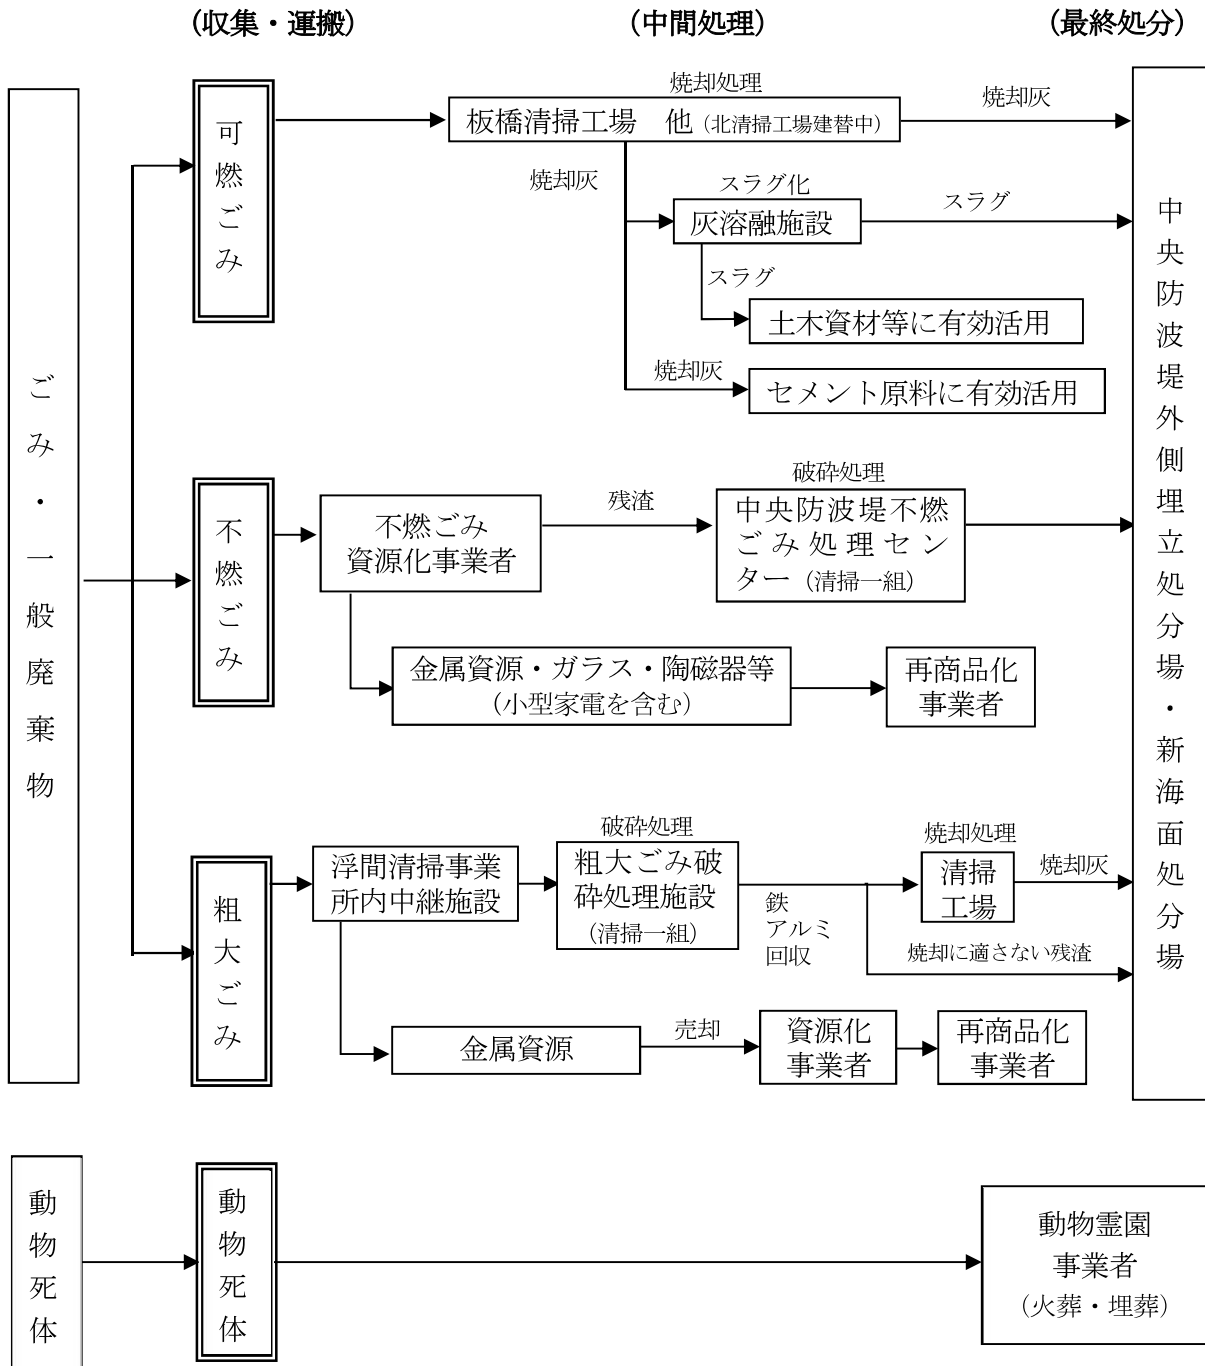 (収集・運搬)
(中間処理)
(最終処分)
ごみ・一般廃棄物
可燃ごみ
焼却処理
板橋清掃工場　他（北清掃工場建替中）
焼却灰
焼却灰
スラグ化
灰溶融施設
スラグ
スラグ
土木資材等に有効活用
焼却灰
セメント原料に有効活用
不燃ごみ
不燃ごみ
資源化事業者
残渣
破砕処理
中央防波堤不燃
ごみ処理セン
ター（清掃一組）
金属資源・ガラス・陶磁器等
（小型家電を含む）
再商品化
事業者
粗大ごみ
浮間清掃事業
所内中継施設
破砕処理
粗大ごみ破
砕処理施設
（清掃一組）
鉄
アルミ
回収
焼却処理
清掃
工場
焼却灰
焼却に適さない残渣
金属資源
売却
資源化
事業者
再商品化
事業者
中央防波堤外側埋立処分場・新海面処分場
動物死体
動物死体
動物霊園
事業者
（火葬・埋葬）